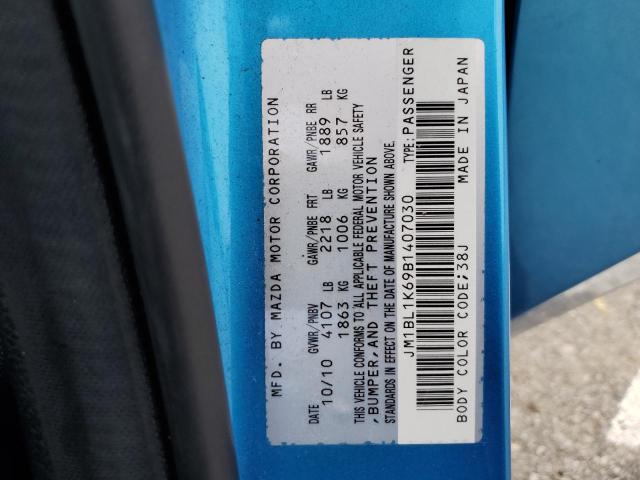 MFD. BY MAZDA MOTOR CORPORATION
DATE GVWR/PNBV GAWR/PNBE FRT GAWR/PNBE RR
10/10 4107 LB 2218 LB 1889 LB
1863 KG 1006 KG 857 KG
THIS VEHICLE CONFORMS TO ALL APPLICABLE FEDERAL MOTOR VEHICLE SAFETY
,BUMPER,AND THEFT PREVENTION
STANDARDS IN EFFECT ON THE DATE OF MANUFACTURE SHOWN ABOVE.
JM1BL1K69B1407030 TYPE:PASSENGER
BODY COLOR CODE;38J MADE IN JAPAN